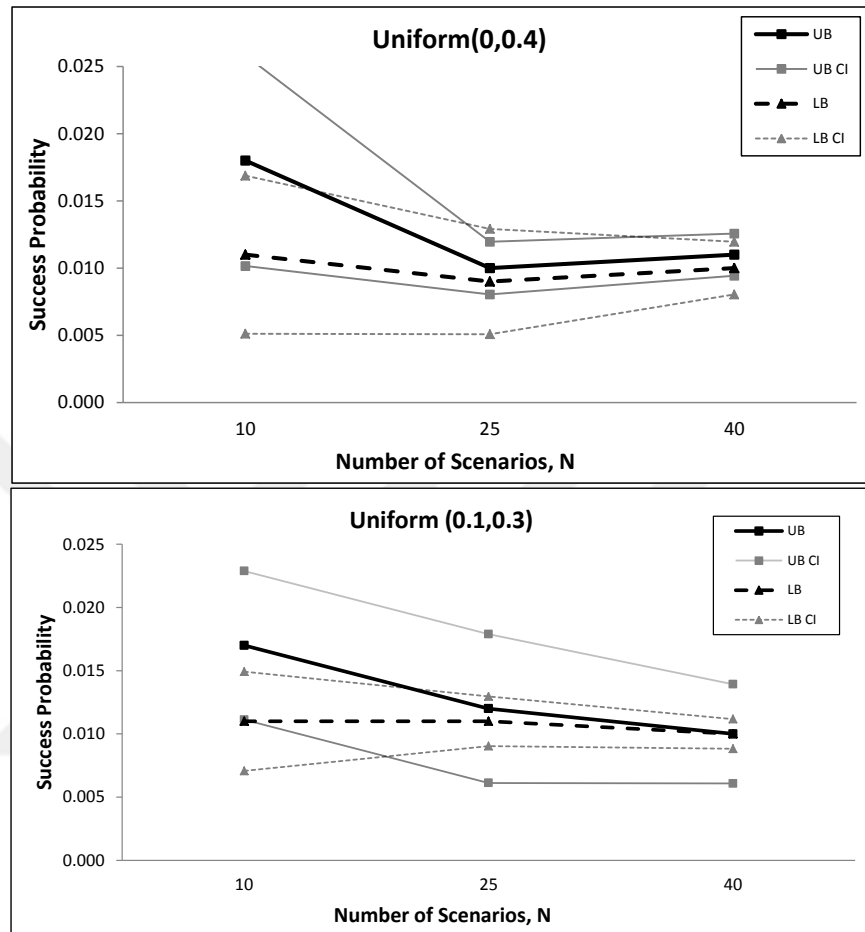 Uniform(0,0.4)
UB
UB CI
LB
LB CI
Success Probability
0.025
0.020
0.015
0.010
0.005
0.000
10 25 40
Number of Scenarios, N
Uniform (0.1,0.3)
UB
UB CI
LB
LB CI
Success Probability
0.025
0.020
0.015
0.010
0.005
0.000
10 25 40
Number of Scenarios, N